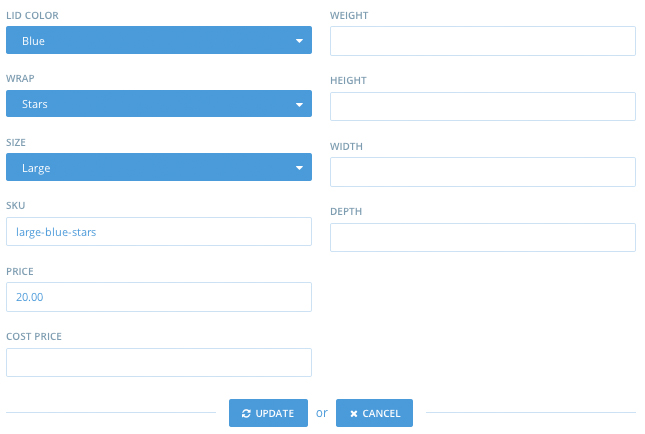 LID COLOR
Blue
WRAP
Stars
SIZE
Large
SKU
large-blue-stars
PRICE
20.00
COST PRICE
WEIGHT
HEIGHT
WIDTH
DEPTH
UPDATE or CANCEL